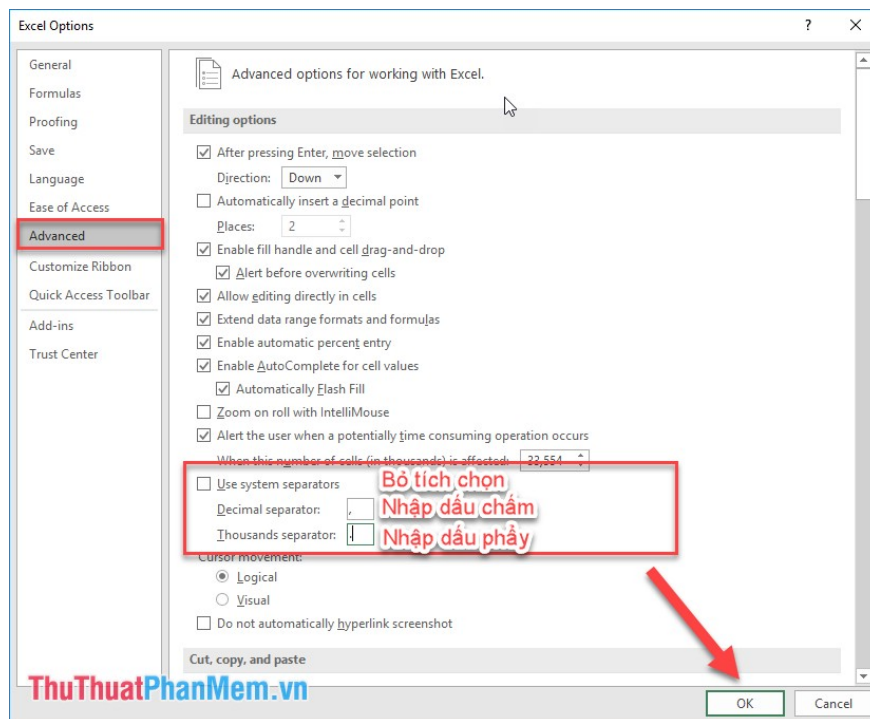 Excel Options
General
Formulas
Proofing
Save
Language
Ease of Access
Advanced
Customize Ribbon
Quick Access Toolbar
Add-ins
Trust Center
Advanced options for working with Excel.
Editing options
After pressing Enter, move selection
Direction: Down
Automatically insert a decimal point
Places: 2
Enable fill handle and cell drag-and-drop
Alert before overwriting cells
Allow editing directly in cells
Extend data range formats and formulas
Enable automatic percent entry
Enable AutoComplete for cell values
Automatically Flash Fill
Zoom on roll with IntelliMouse
Alert the user when a potentially time consuming operation occurs
When this number of cells (in thousands) is affected: 33,554
Use system separators Bỏ tích chọn
Decimal separator: , Nhập dấu chấm
Thousands separator: . Nhập dấu phẩy
Cursor movement:
Logical
Visual
Do not automatically hyperlink screenshot
Cut, copy, and paste
ThuThuatPhanMem.vn
OK Cancel